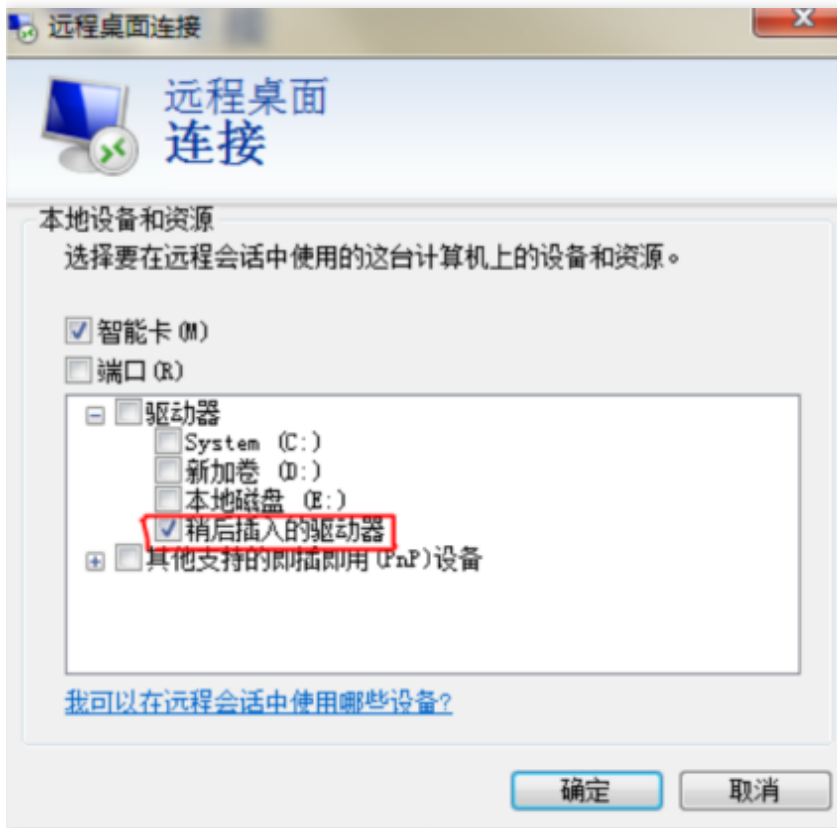 远程桌面连接
远程桌面
连接
本地设备和资源
选择要在远程会话中使用的这台计算机上的设备和资源。
智能卡(M)
端口(R)
驱动器
System (C:)
新加卷 (D:)
本地磁盘 (E:)
稍后插入的驱动器
其他支持的即插即用(PnP)设备
我可以在远程会话中使用哪些设备?
确定 取消